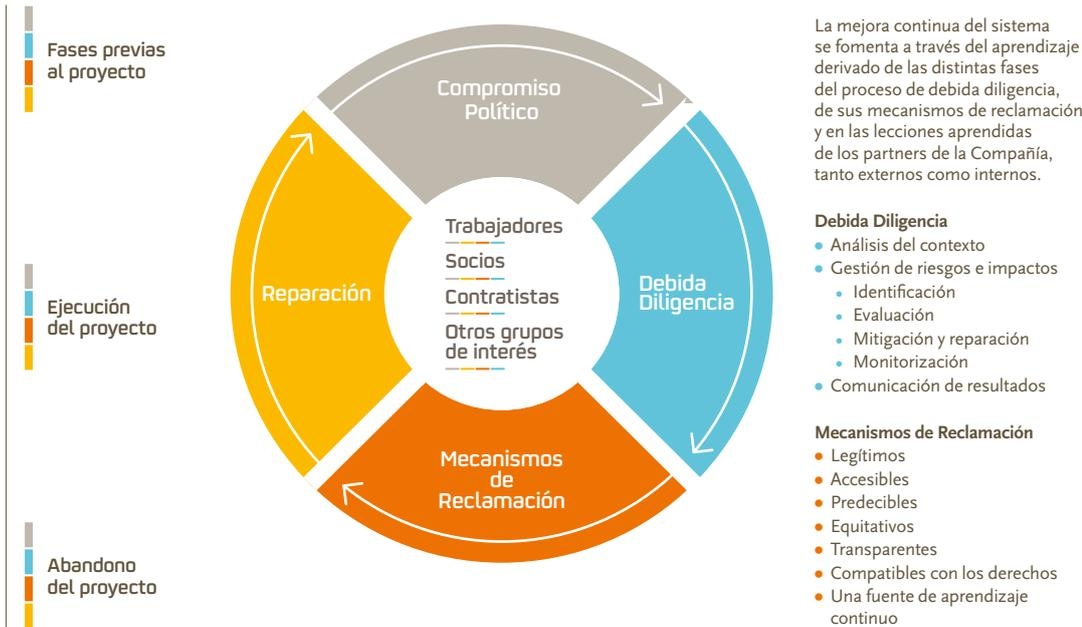 Fases previas
al proyecto
Ejecución
del proyecto
Abandono
del proyecto
Compromiso
Político
Debida
Diligencia
Mecanismos
de
Reclamación
Reparación
Trabajadores
Socios
Contratistas
Otros grupos
de interés
La mejora continua del sistema
se fomenta a través del aprendizaje
derivado de las distintas fases
del proceso de debida diligencia,
de sus mecanismos de reclamación
y en las lecciones aprendidas
de los partners de la Compañía,
tanto externos como internos.
Debida Diligencia
Análisis del contexto
Gestión de riesgos e impactos
Identificación
Evaluación
Mitigación y reparación
Monitorización
Comunicación de resultados
Mecanismos de Reclamación
Legítimos
Accesibles
Predecibles
Equitativos
Transparentes
Compatibles con los derechos
Una fuente de aprendizaje
continuo